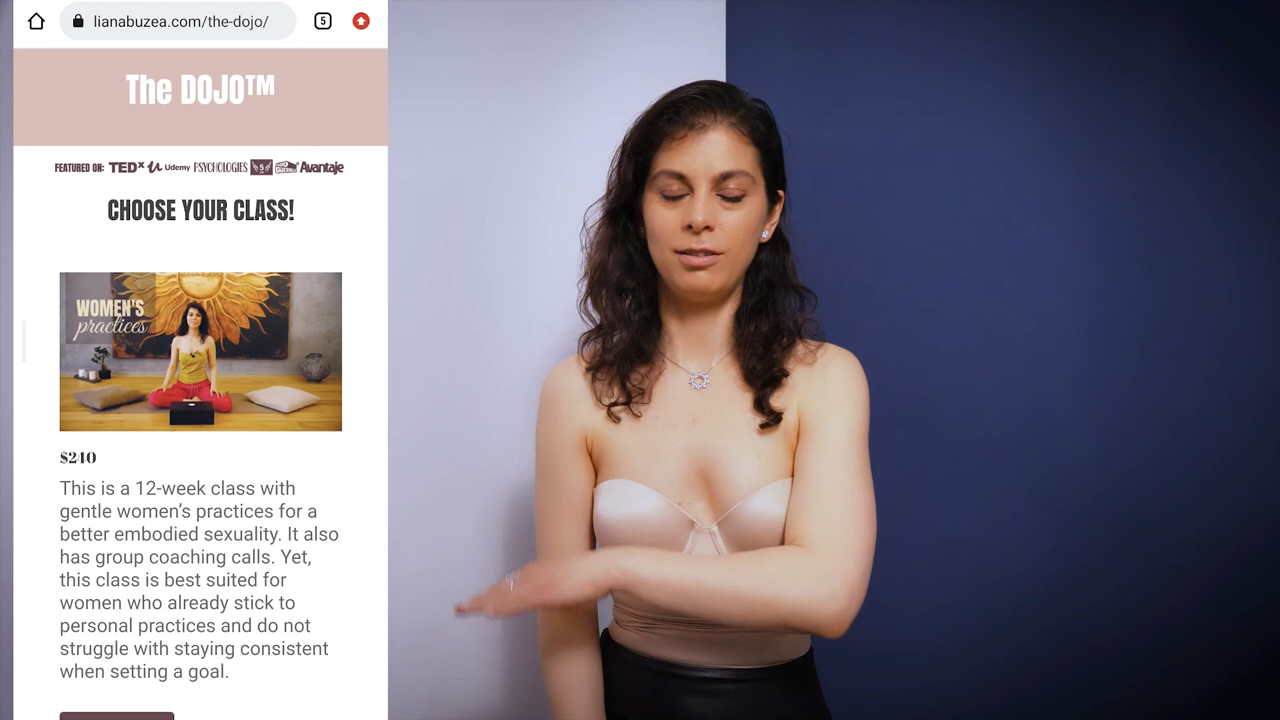 lianabuzea.com/the-dojo/
5
The DOJO™
FEATURED ON: TEDx Udemy PSYCHOLOGIES Avantaje
CHOOSE YOUR CLASS!
WOMEN'S
practices
$240
This is a 12-week class with
gentle women’s practices for a
better embodied sexuality. It also
has group coaching calls. Yet,
this class is best suited for
women who already stick to
personal practices and do not
struggle with staying consistent
when setting a goal.